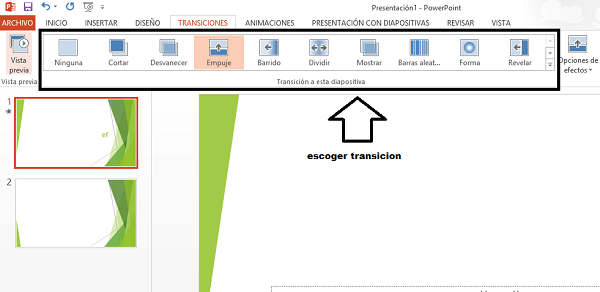 Presentación1 - PowerPoint
ARCHIVO INICIO INSERTAR DISEÑO TRANSICIONES ANIMACIONES PRESENTACIÓN CON DIAPOSITIVAS REVISAR VISTA
Vista previa
Ninguna Cortar Desvanecer Empuje Barrido Dividir Mostrar Barras aleat... Forma Revelar
Opciones de efectos
Vista previa Transición a esta diapositiva
1
ef
escoger transicion
2